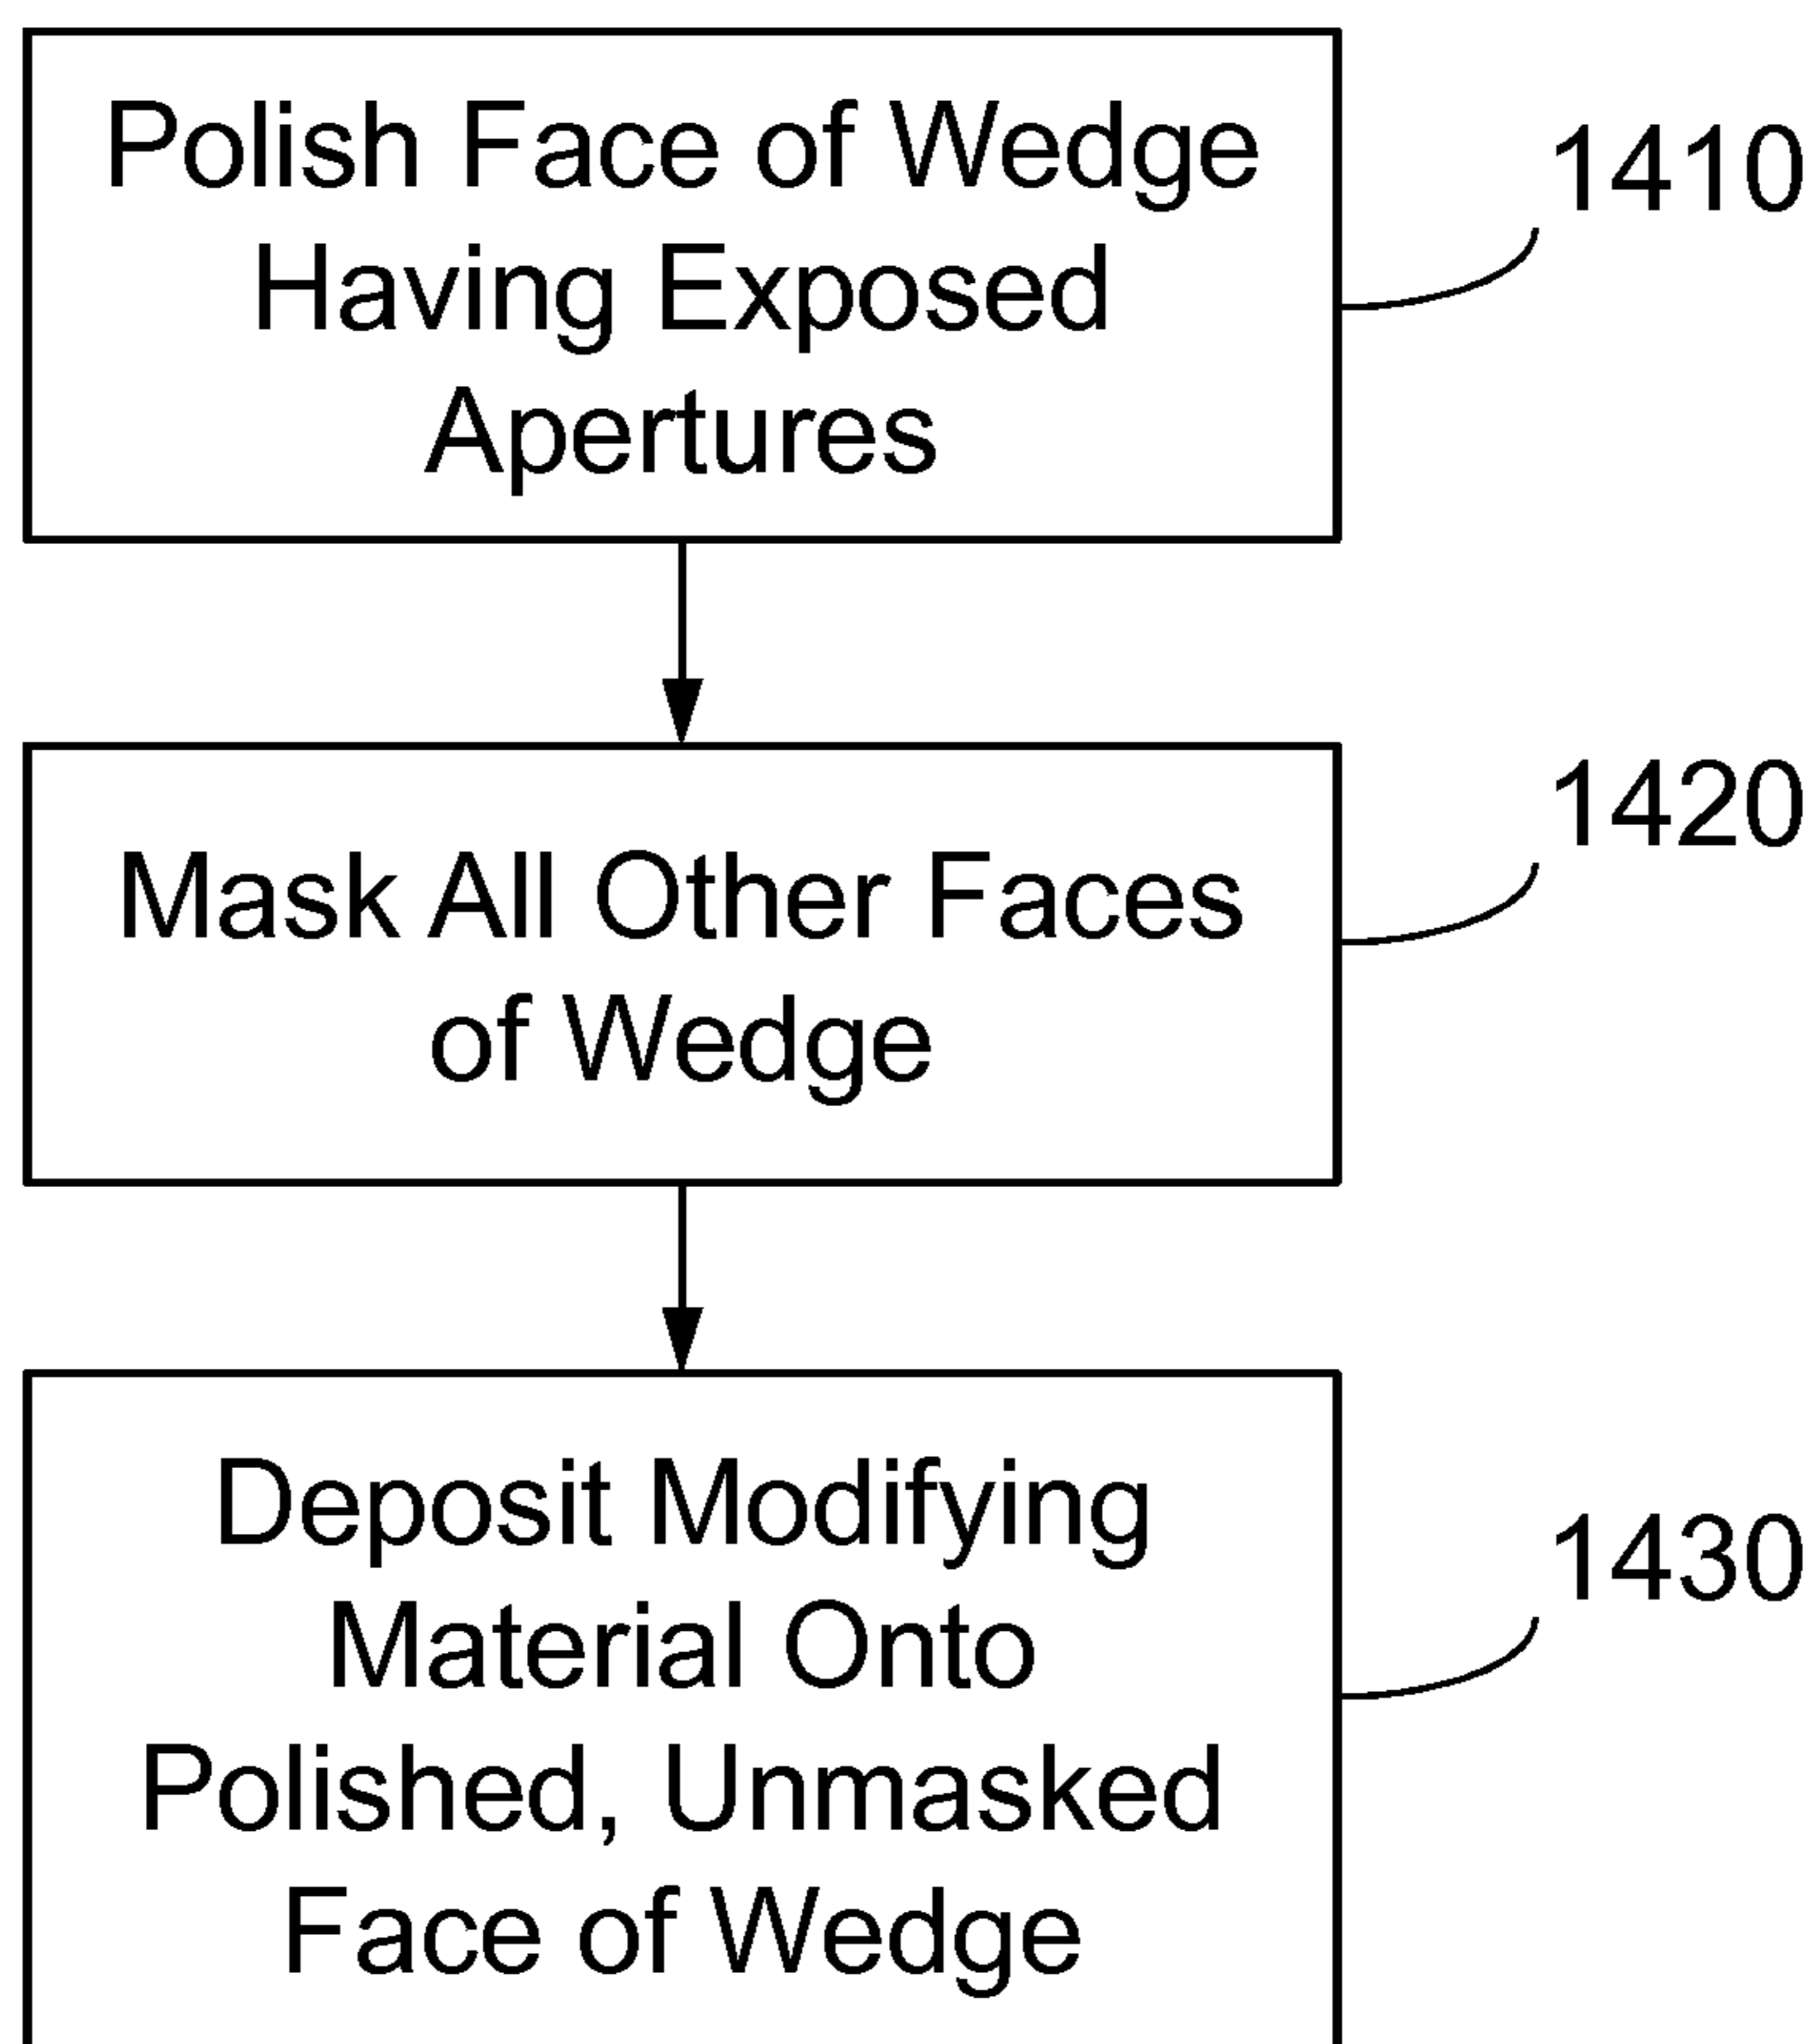 Polish Face of Wedge
Having Exposed
Apertures
1410
Mask All Other Faces
of Wedge
1420
Deposit Modifying
Material Onto
Polished, Unmasked
Face of Wedge
1430